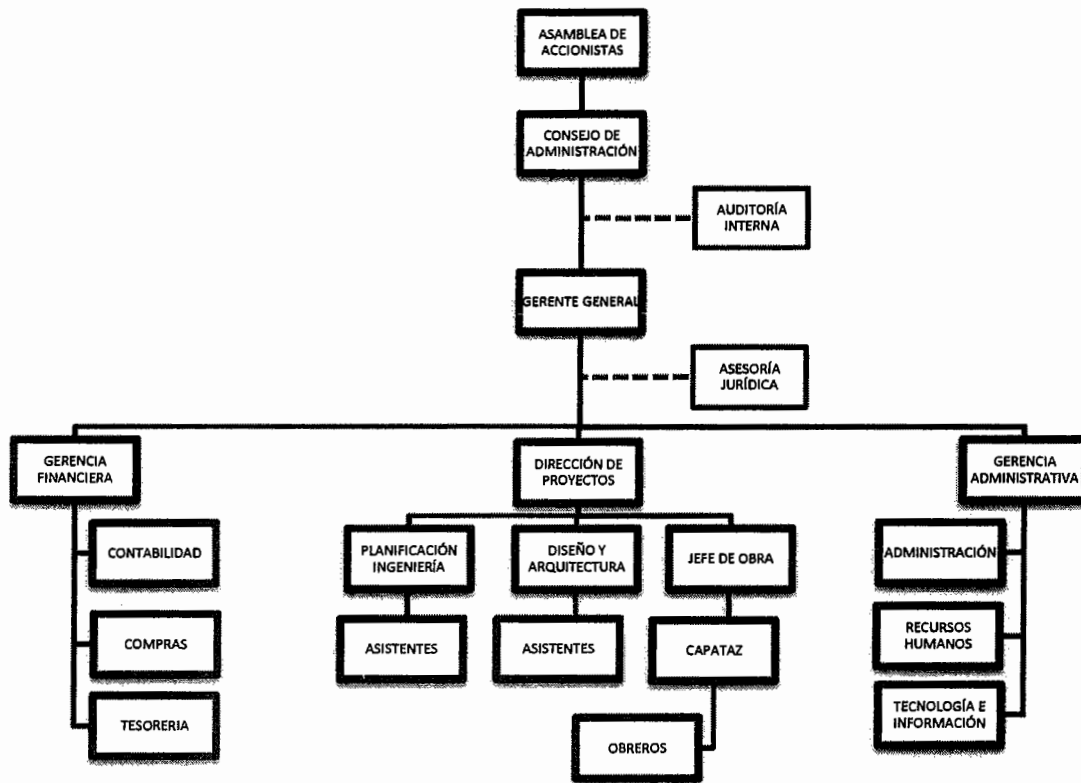 ASAMBLEA DE
ACCIONISTAS
CONSEJO DE
ADMINISTRACIÓN
AUDITORÍA
INTERNA
GERENTE GENERAL
ASESORÍA
JURÍDICA
GERENCIA
FINANCIERA
DIRECCIÓN DE
PROYECTOS
GERENCIA
ADMINISTRATIVA
CONTABILIDAD
PLANIFICACIÓN
INGENIERÍA
DISEÑO Y
ARQUITECTURA
JEFE DE OBRA
ADMINISTRACIÓN
COMPRAS
ASISTENTES
ASISTENTES
CAPATAZ
RECURSOS
HUMANOS
TESORERIA
OBREROS
TECNOLOGÍA E
INFORMACIÓN